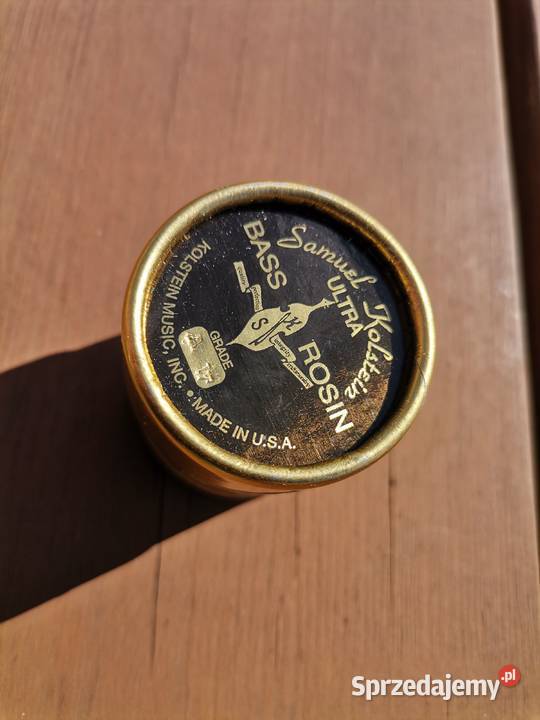 Samuel Kolstein
ULTRA
BASS ROSIN
S K
GRADE
KOLSTEIN MUSIC, INC. • MADE IN U.S.A.
Sprzedajemy.pl